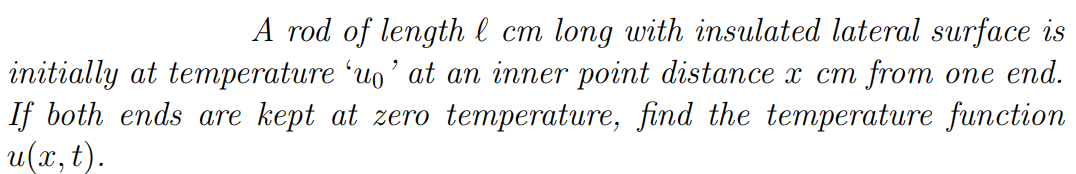 A rod of length ℓ cm long with insulated lateral surface is
initially at temperature ‘u₀’ at an inner point distance x cm from one end.
If both ends are kept at zero temperature, find the temperature function
u(x, t).